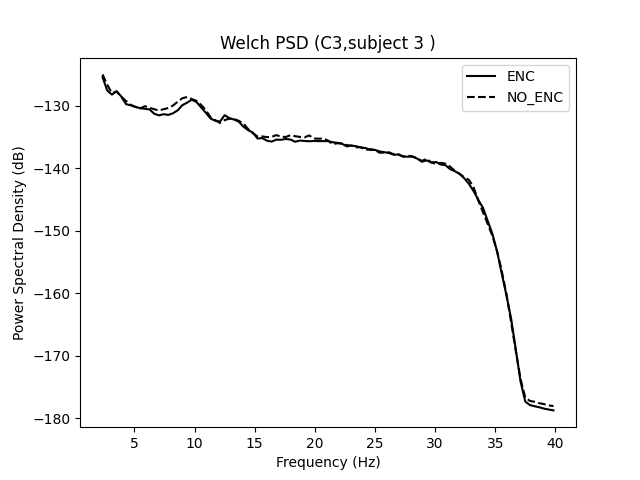 Welch PSD (C3,subject 3 )
ENC
NO_ENC
Power Spectral Density (dB)
−130
−140
−150
−160
−170
−180
5 10 15 20 25 30 35 40
Frequency (Hz)